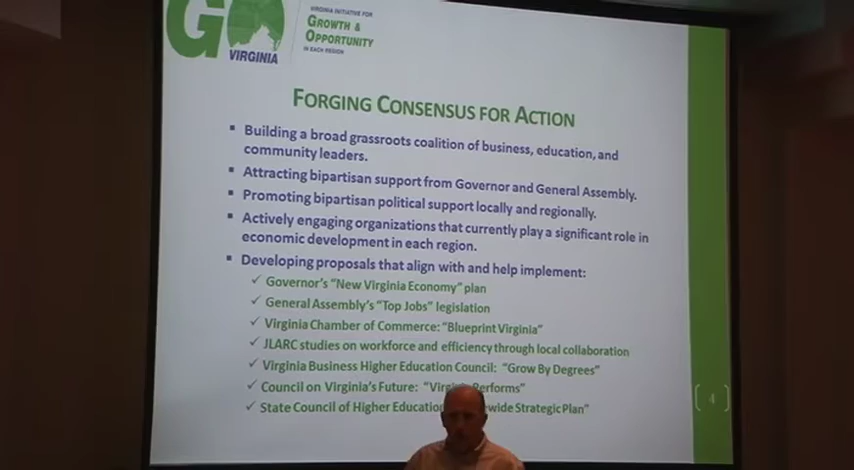 GO
VIRGINIA
VIRGINIA INITIATIVE FOR
GROWTH &
OPPORTUNITY
IN EACH REGION
FORGING CONSENSUS FOR ACTION
▪ Building a broad grassroots coalition of business, education, and
community leaders.
▪ Attracting bipartisan support from Governor and General Assembly.
▪ Promoting bipartisan political support locally and regionally.
▪ Actively engaging organizations that currently play a significant role in
economic development in each region.
▪ Developing proposals that align with and help implement:
✓ Governor's "New Virginia Economy" plan
✓ General Assembly's "Top Jobs" legislation
✓ Virginia Chamber of Commerce: "Blueprint Virginia"
✓ JLARC studies on workforce and efficiency through local collaboration
✓ Virginia Business Higher Education Council: "Grow By Degrees"
✓ Council on Virginia's Future: "Virginia Performs"
✓ State Council of Higher Education wide Strategic Plan"
4